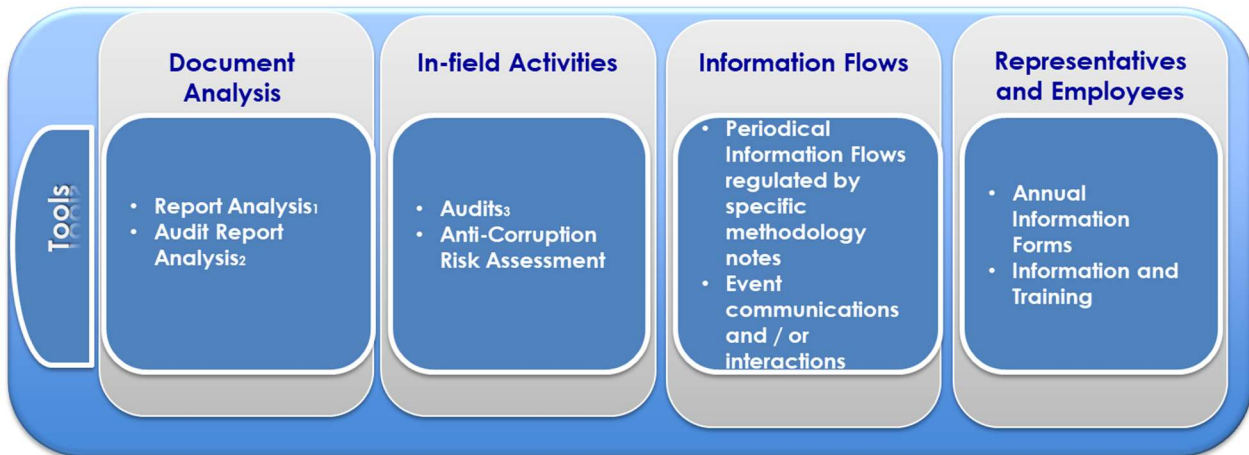 Document
Analysis
In-field Activities
Information Flows
Representatives
and Employees
Tools
• Report Analysis1
• Audit Report
Analysis2
• Audits3
• Anti-Corruption
Risk Assessment
• Periodical
Information Flows
regulated by
specific
methodology
notes
• Event
communications
and / or
interactions
• Annual
Information
Forms
• Information and
Training